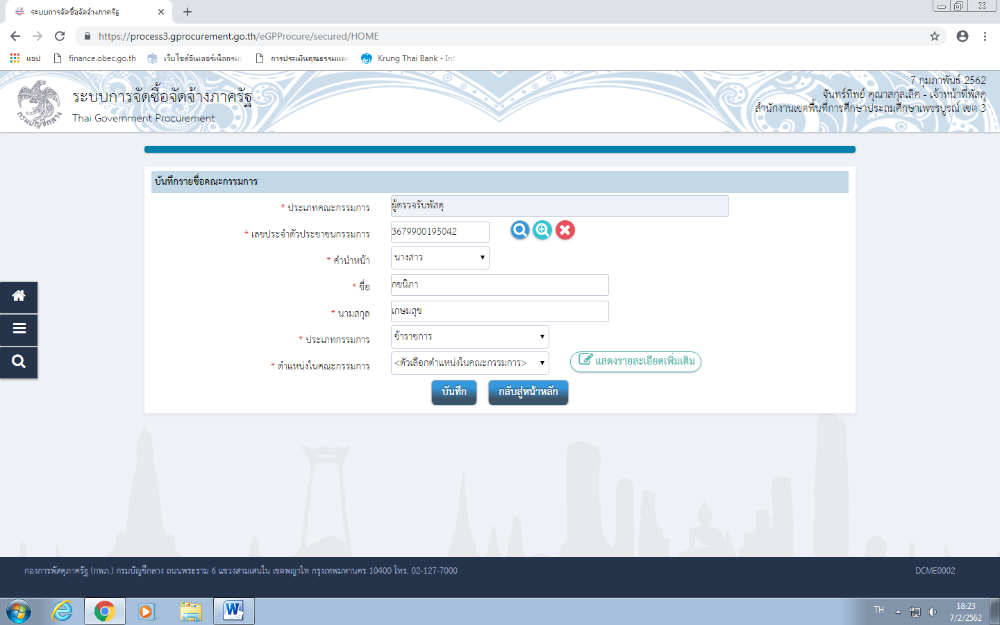 ระบบการจัดซื้อจัดจ้างภาครัฐ
https://process3.gprocurement.go.th/eGPProcure/secured/HOME
แอป
finance.obec.go.th
เว็บไซต์อินเตอร์เน็ตกรม
การประเมินคุณธรรมและ
Krung Thai Bank - Int
กรมบัญชีกลาง
ระบบการจัดซื้อจัดจ้างภาครัฐ
Thai Government Procurement
7 กุมภาพันธ์ 2562
จันทร์ทิพย์ คุณาสกุลเลิศ - เจ้าหน้าที่พัสดุ
สำนักงานเขตพื้นที่การศึกษาประถมศึกษาเพชรบูรณ์ เขต 3
บันทึกรายชื่อคณะกรรมการ
* ประเภทคณะกรรมการ ผู้ตรวจรับพัสดุ
* เลขประจำตัวประชาชนกรรมการ 3679900195042
* คำนำหน้า นางสาว
* ชื่อ กชนิภา
* นามสกุล เกษมสุข
* ประเภทกรรมการ ข้าราชการ
* ตำแหน่งในคณะกรรมการ <ตัวเลือกตำแหน่งในคณะกรรมการ> แสดงรายละเอียดเพิ่มเติม
บันทึก กลับสู่หน้าหลัก
กองการพัสดุภาครัฐ (กพภ.) กรมบัญชีกลาง ถนนพระราม 6 แขวงสามเสนใน เขตพญาไท กรุงเทพมหานคร 10400 โทร. 02-127-7000
DCME0002
TH
18:23
7/2/2562